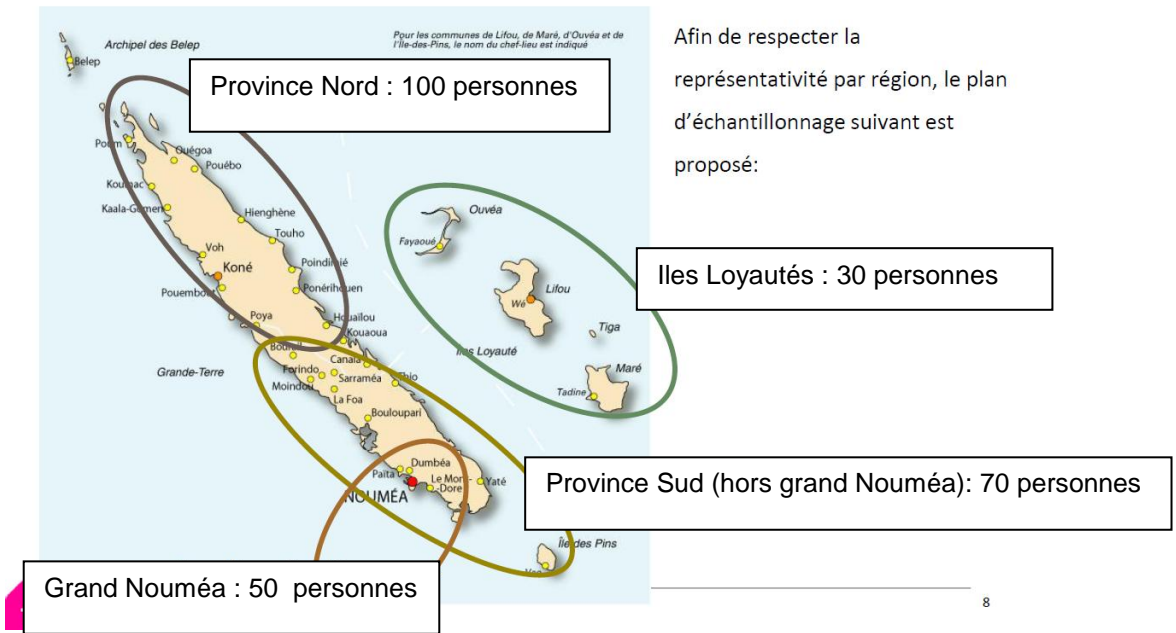 Pour les communes de Lifou, de Maré, d'Ouvéa et de
l'Île-des-Pins, le nom du chef-lieu est indiqué
Afin de respecter la
représentativité par région, le plan
d'échantillonnage suivant est
proposé:
Archipel des Belep
Belep
Province Nord : 100 personnes
Poum
Ouégoa
Pouébo
Koumac
Kaala-Gomen
Hienghène
Touho
Voh
Koné
Poindimié
Pouembout
Ponérihouen
Poya
Houaïlou
Kouaoua
Ouvéa
Fayaoué
Iles Loyautés : 30 personnes
Lifou
Wé
Tiga
Iles Loyauté
Maré
Tadine
Grande-Terre
Bourail
Canala
Farindo
Sarraméa
Thio
Moindou
La Foa
Bouloupari
Dumbéa
Païta
Le Mont-
-Dore
Yaté
NOUMÉA
Province Sud (hors grand Nouméa): 70 personnes
Île des Pins
Vao
Grand Nouméa : 50 personnes
8